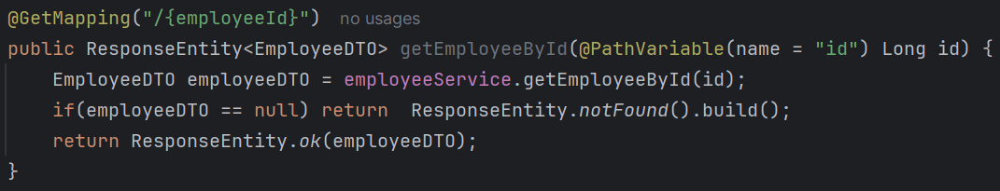 @GetMapping("/{employeeId}") no usages
public ResponseEntity<EmployeeDTO> getEmployeeById(@PathVariable(name = "id") Long id) {
    EmployeeDTO employeeDTO = employeeService.getEmployeeById(id);
    if(employeeDTO == null) return  ResponseEntity.notFound().build();
    return ResponseEntity.ok(employeeDTO);
}